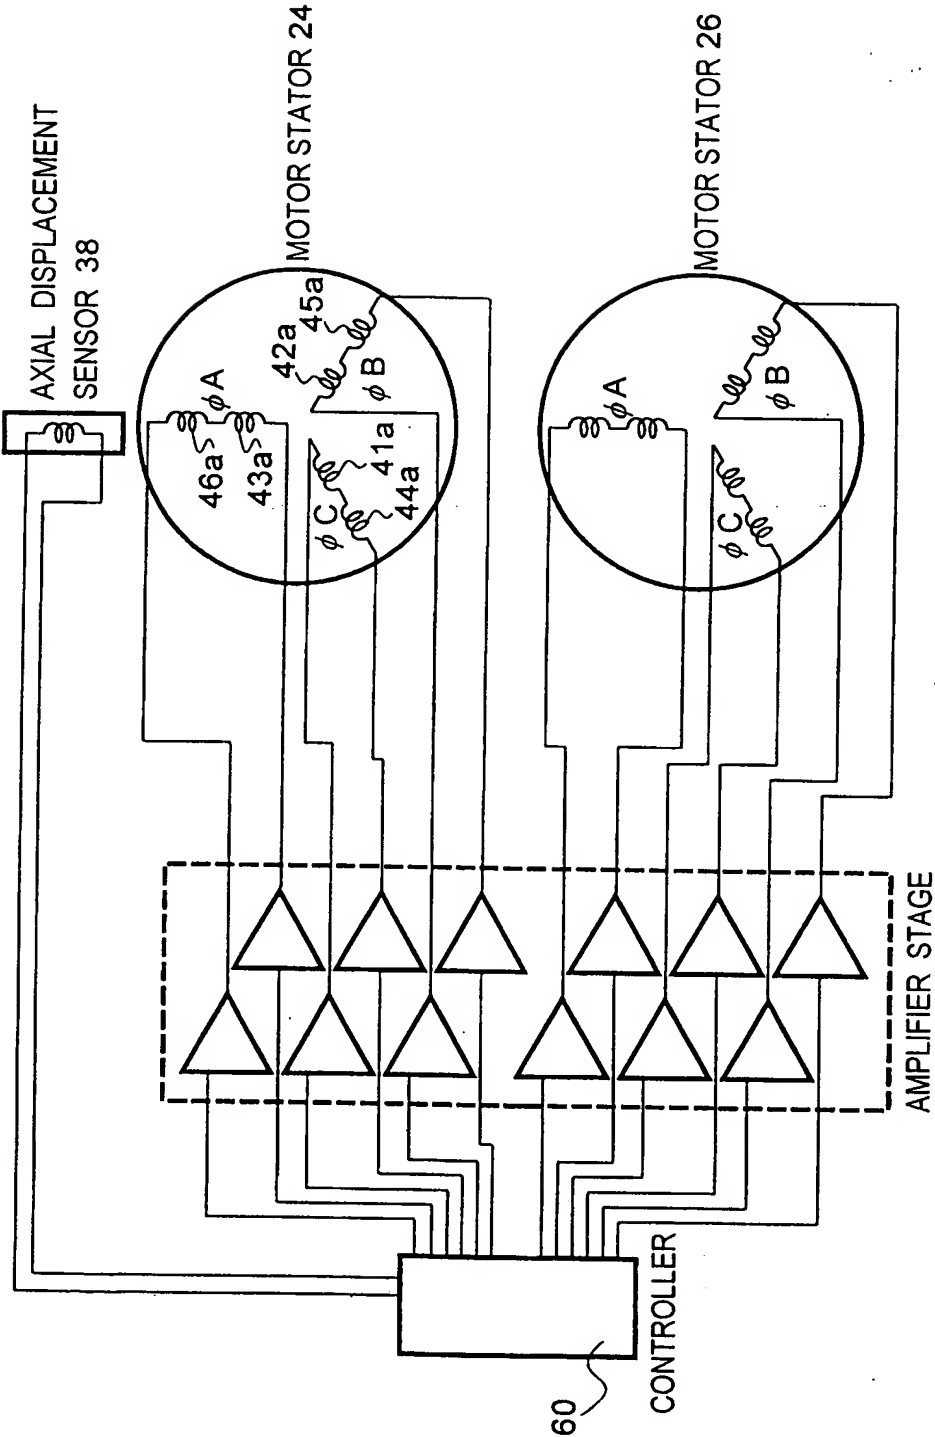 AXIAL DISPLACEMENT
SENSOR 38
MOTOR STATOR 24
46a
43a
ϕA
42a
45a
ϕB
ϕC
41a
44a
MOTOR STATOR 26
ϕA
ϕB
ϕC
AMPLIFIER STAGE
CONTROLLER
60